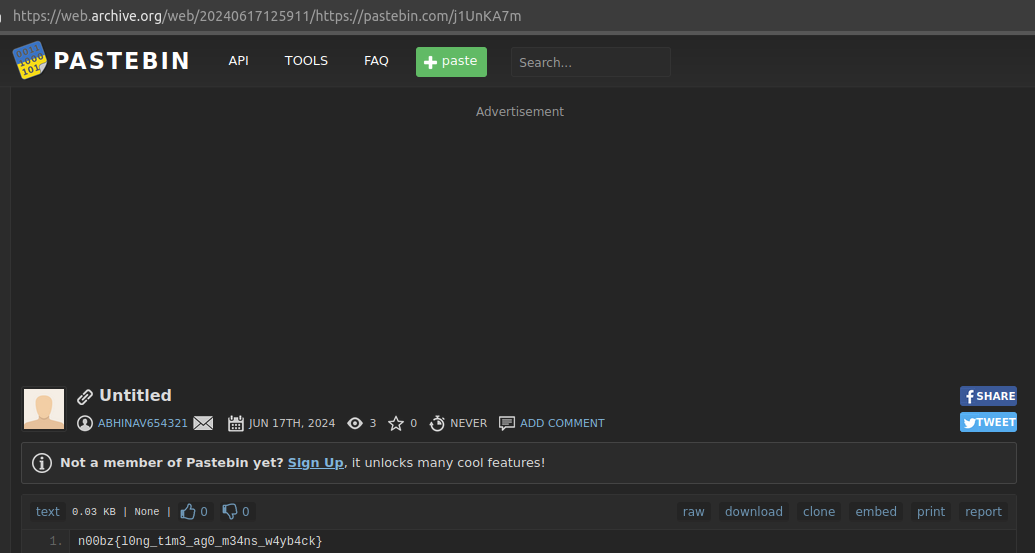 https://web.archive.org/web/20240617125911/https://pastebin.com/j1UnKA7m
PASTEBIN API TOOLS FAQ paste Search...
Advertisement
Untitled SHARE
ABHINAV654321 JUN 17TH, 2024 3 0 NEVER ADD COMMENT TWEET
Not a member of Pastebin yet? Sign Up, it unlocks many cool features!
text 0.03 KB | None | 0 0 raw download clone embed print report
1. n00bz{l0ng_t1m3_ag0_m34ns_w4yb4ck}